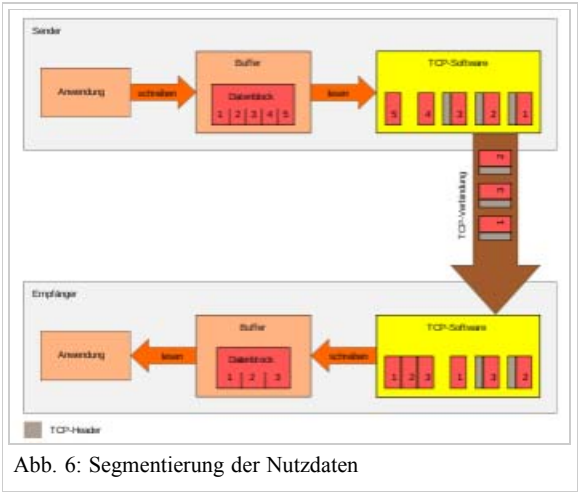 Sender
Anwendung
schreiben
Buffer
Datenblock
1 2 3 4 5
lesen
TCP-Software
5 4 3 2 1
TCP-Verbindung
2
3
1
Empfänger
Anwendung
lesen
Buffer
Datenblock
1 2 3
schreiben
TCP-Software
1 2 3 1 3 2
TCP-Header
Abb. 6: Segmentierung der Nutzdaten